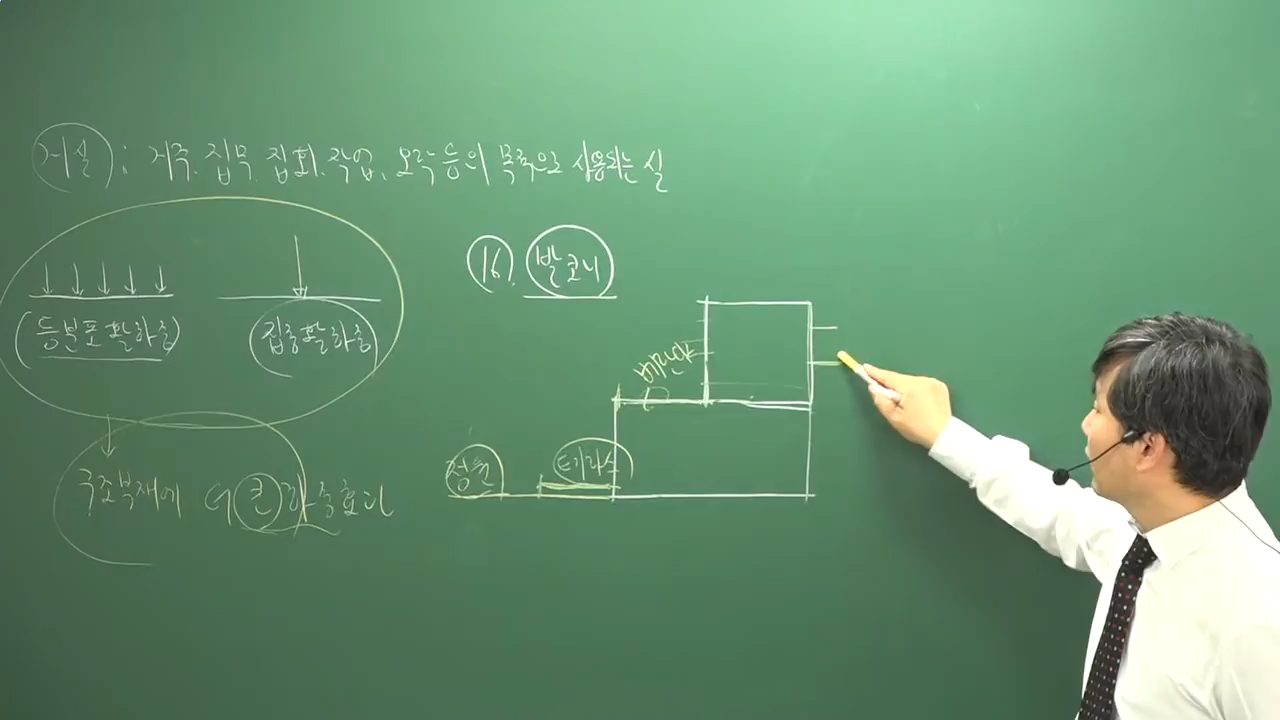 거실 : 거주. 집무. 집회. 작업. 오락 등의 목적으로 사용되는 실
(등분포활하중) 집중활하중
구조부재에 더 큰 하중효과
16. 발코니
베란다
정원 테라스